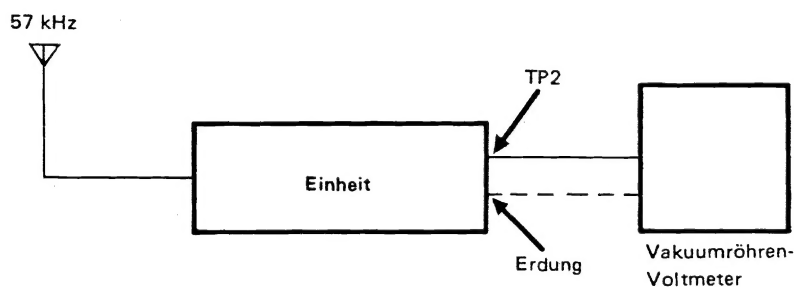 57 kHz
TP2
Einheit
Erdung
Vakuumröhren-
Voltmeter